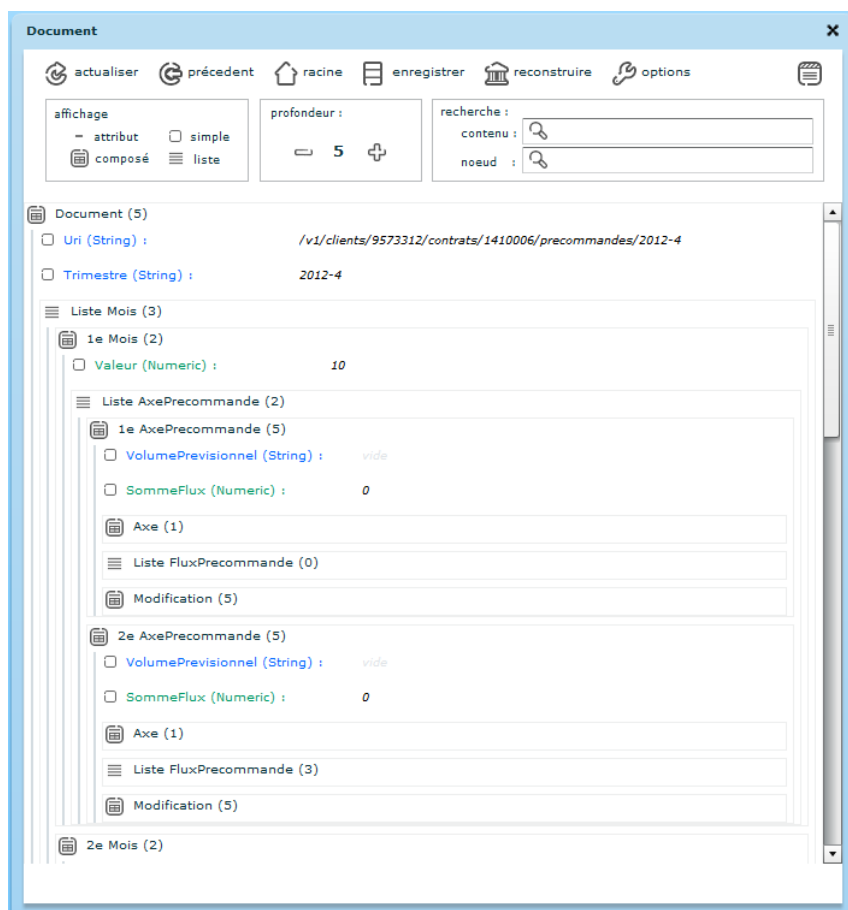 Document
actualiser précedent racine enregistrer reconstruire options
affichage
attribut simple
composé liste
profondeur :
5
recherche :
contenu :
noeud :
Document (5)
Uri (String) : /v1/clients/9573312/contrats/1410006/precommandes/2012-4
Trimestre (String) : 2012-4
Liste Mois (3)
1e Mois (2)
Valeur (Numeric) : 10
Liste AxePrecommande (2)
1e AxePrecommande (5)
VolumePrevisionnel (String) : vide
SommeFlux (Numeric) : 0
Axe (1)
Liste FluxPrecommande (0)
Modification (5)
2e AxePrecommande (5)
VolumePrevisionnel (String) : vide
SommeFlux (Numeric) : 0
Axe (1)
Liste FluxPrecommande (3)
Modification (5)
2e Mois (2)